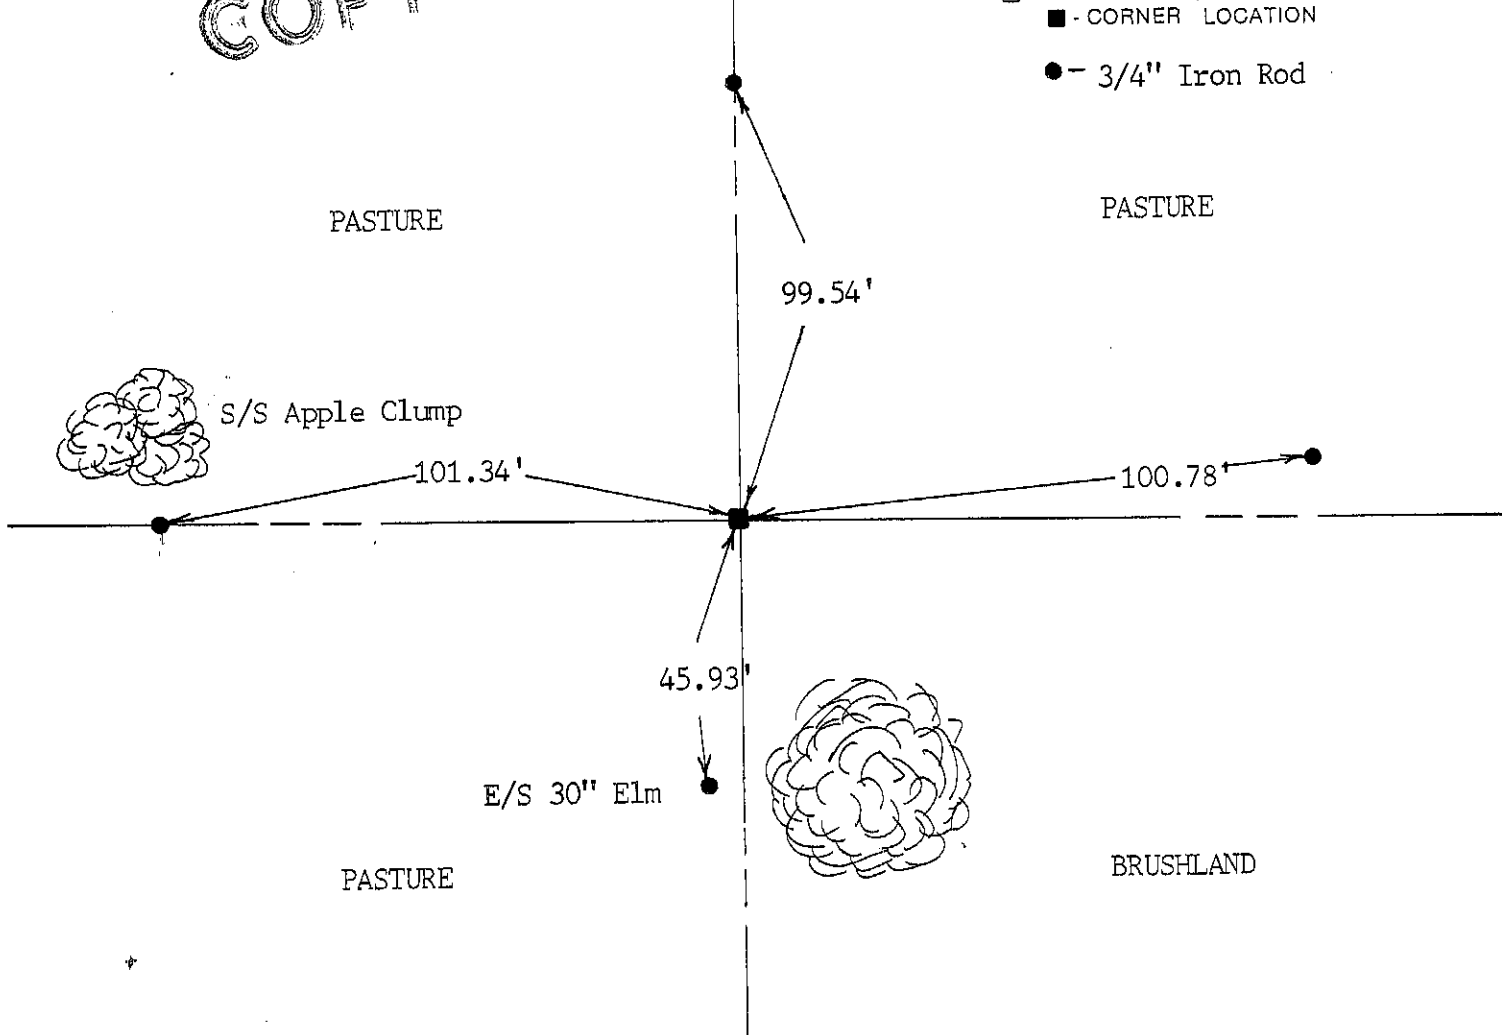 COPY
■ - CORNER LOCATION
●- 3/4" Iron Rod
PASTURE
PASTURE
99.54'
S/S Apple Clump
101.34'
100.78'
45.93'
E/S 30" Elm
PASTURE
BRUSHLAND